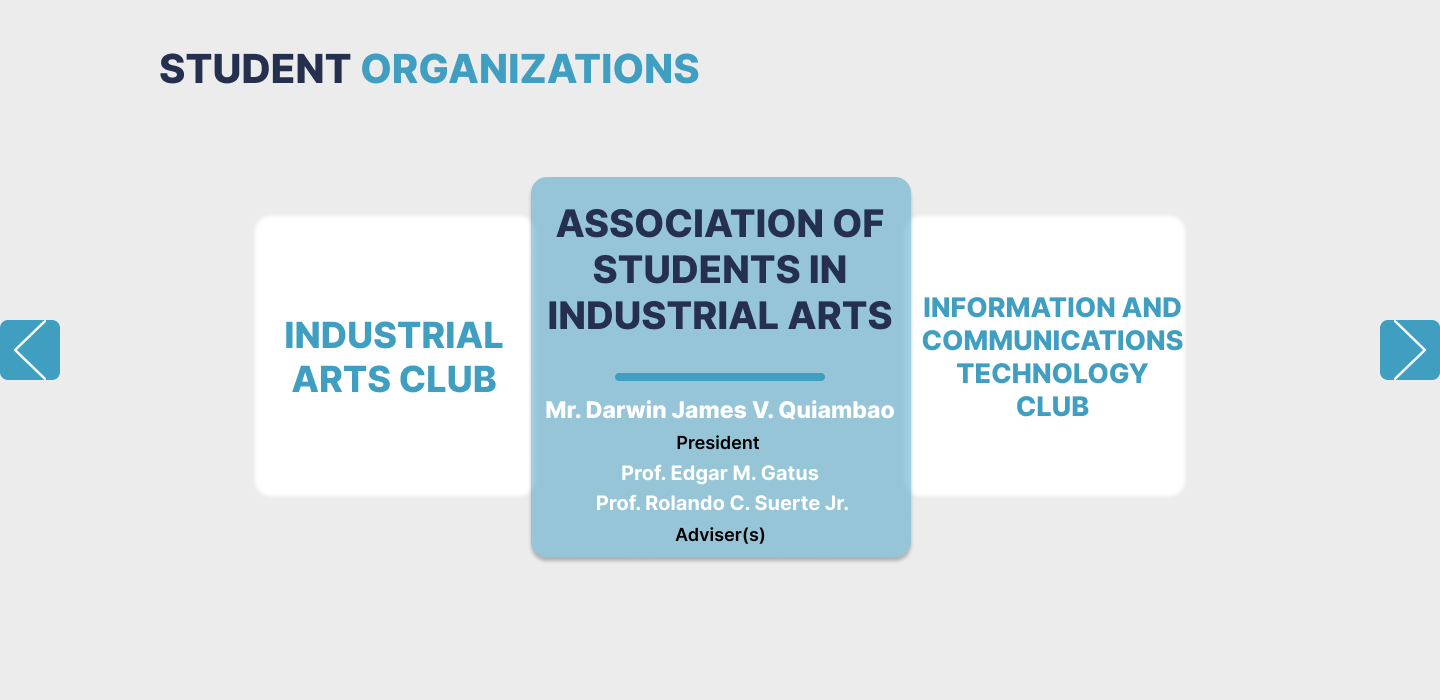 STUDENT ORGANIZATIONS
INDUSTRIAL
ARTS CLUB
ASSOCIATION OF
STUDENTS IN
INDUSTRIAL ARTS
Mr. Darwin James V. Quiambao
President
Prof. Edgar M. Gatus
Prof. Rolando C. Suerte Jr.
Adviser(s)
INFORMATION AND
COMMUNICATIONS
TECHNOLOGY
CLUB